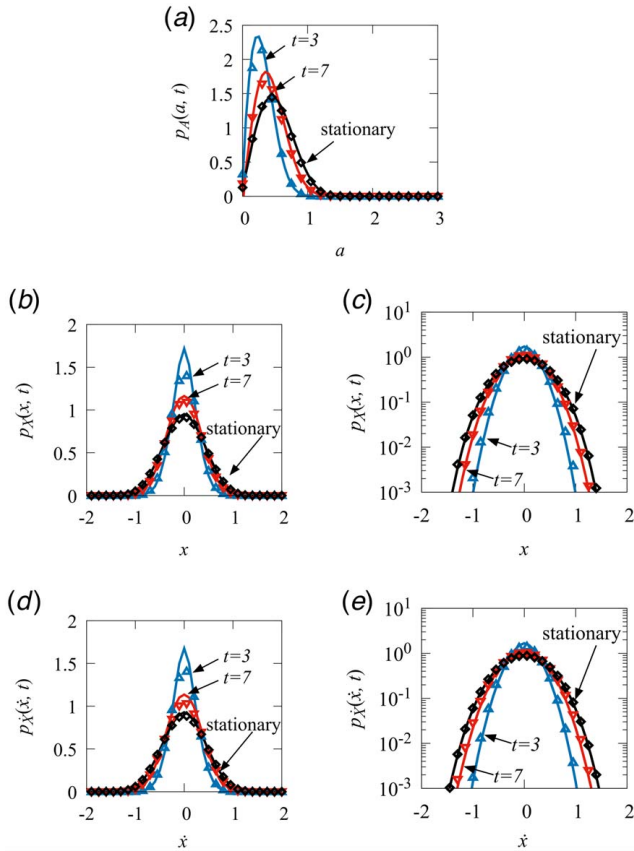 (a)
2.5
2
1.5
1
0.5
0
p_A(a, t)
t=3
t=7
stationary
0 1 2 3
a
(b)
2
1.5
1
0.5
0
p_X(x, t)
t=3
t=7
stationary
-2 -1 0 1 2
x
(c)
10^1
10^0
10^-1
10^-2
10^-3
p_X(x, t)
stationary
t=3
t=7
-2 -1 0 1 2
x
(d)
2
1.5
1
0.5
0
p_Ẋ(ẋ, t)
t=3
t=7
stationary
-2 -1 0 1 2
ẋ
(e)
10^1
10^0
10^-1
10^-2
10^-3
p_Ẋ(ẋ, t)
stationary
t=3
t=7
-2 -1 0 1 2
ẋ